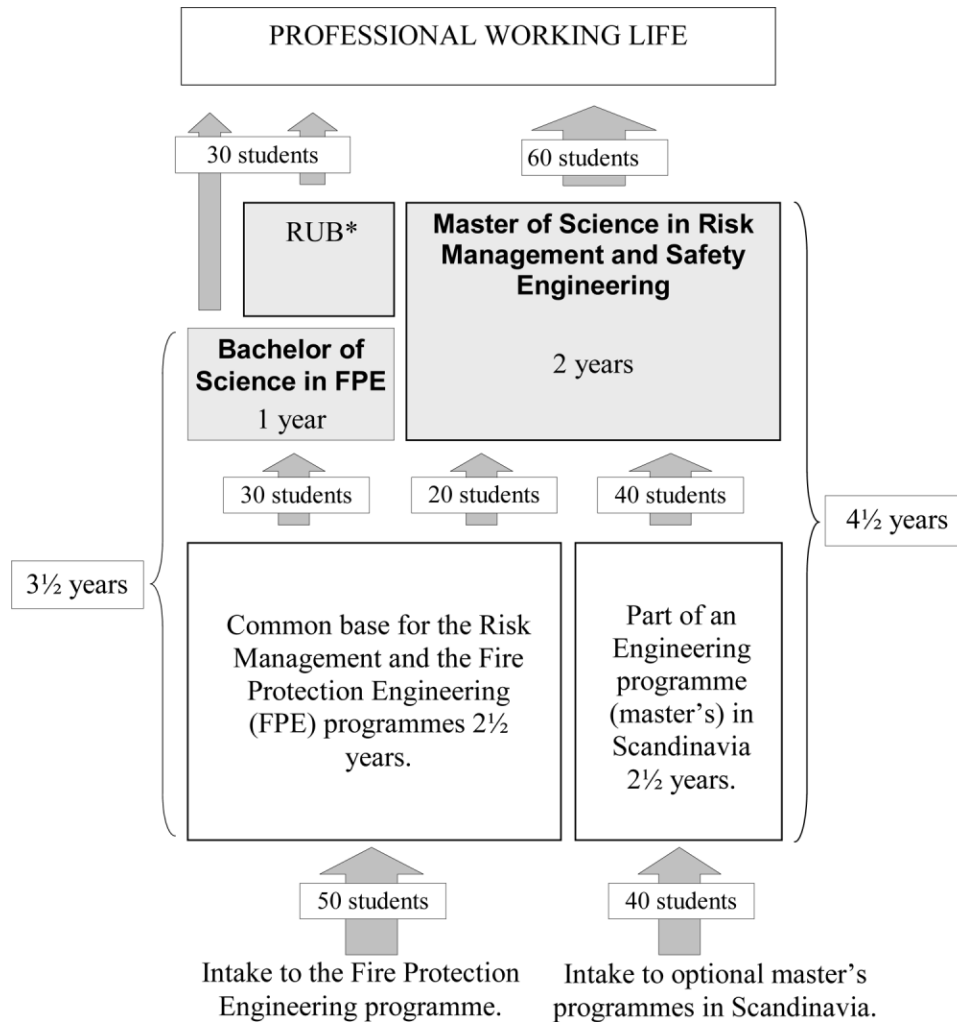 PROFESSIONAL WORKING LIFE
30 students
60 students
RUB*
Master of Science in Risk
Management and Safety
Engineering
2 years
Bachelor of
Science in FPE
1 year
30 students
20 students
40 students
3½ years
4½ years
Common base for the Risk
Management and the Fire
Protection Engineering
(FPE) programmes 2½
years.
Part of an
Engineering
programme
(master’s) in
Scandinavia
2½ years.
50 students
40 students
Intake to the Fire Protection
Engineering programme.
Intake to optional master’s
programmes in Scandinavia.